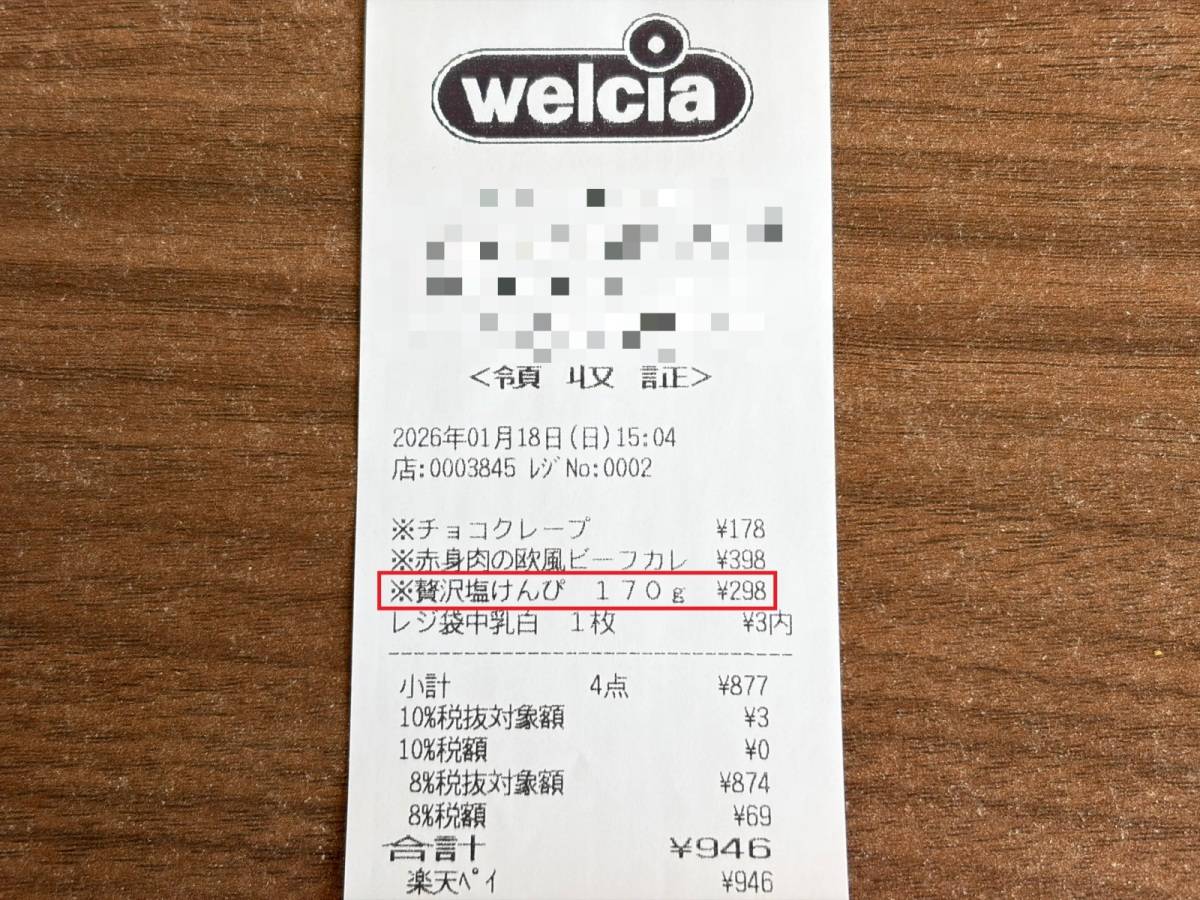 welcia
<領収証>
2026年01月18日(日)15:04
店:0003845 ﾚｼﾞNo:0002
※チョコクレープ ¥178
※赤身肉の欧風ビーフカレ ¥398
※贅沢塩けんぴ １７０ｇ ¥298
レジ袋中乳白 １枚 ¥3内
小計 4点 ¥877
10%税抜対象額 ¥3
10%税額 ¥0
8%税抜対象額 ¥874
8%税額 ¥69
合計 ¥946
楽天ﾍﾟｲ ¥946